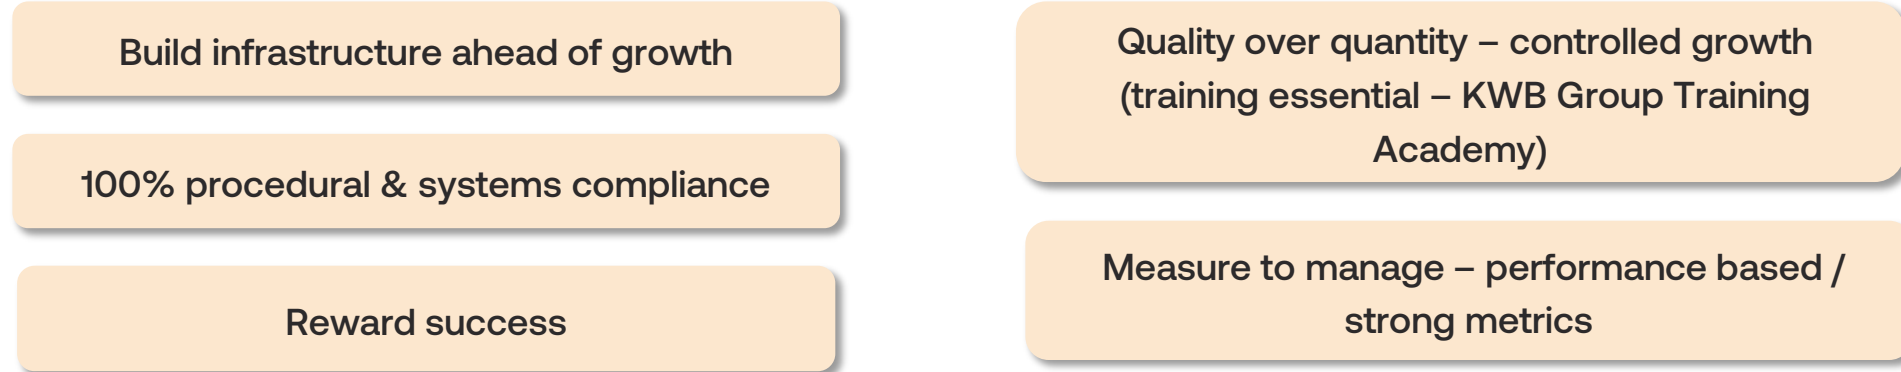 Build infrastructure ahead of growth
100% procedural & systems compliance
Reward success
Quality over quantity – controlled growth
(training essential – KWB Group Training
Academy)
Measure to manage – performance based /
strong metrics